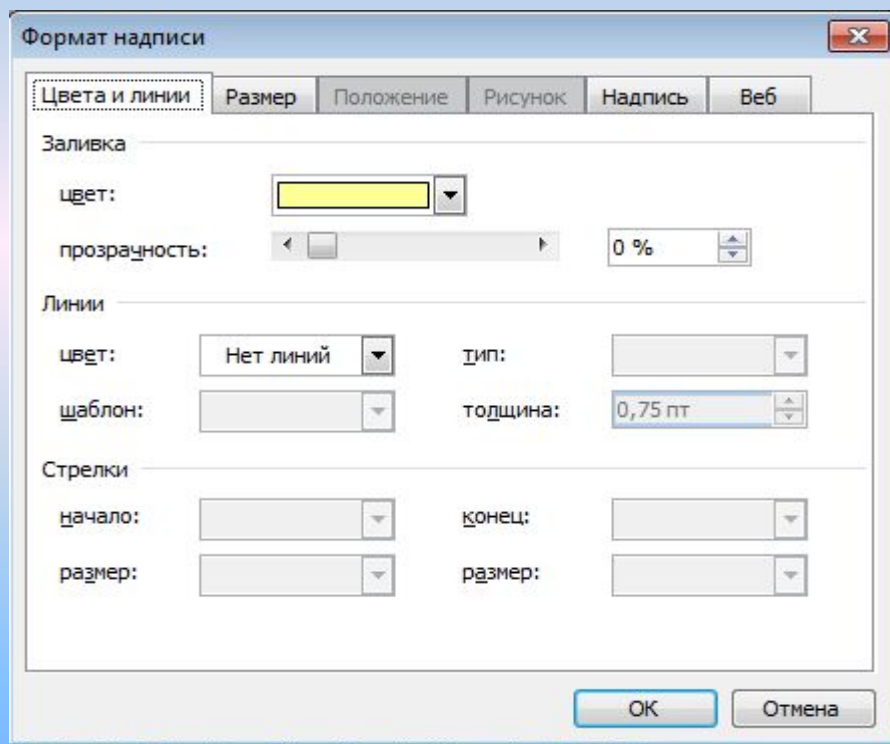 Формат надписи
Цвета и линии Размер Положение Рисунок Надпись Веб
Заливка
цвет:
прозрачность: 0 %
Линии
цвет: Нет линий тип:
шаблон: толщина: 0,75 пт
Стрелки
начало: конец:
размер: размер:
ОК Отмена